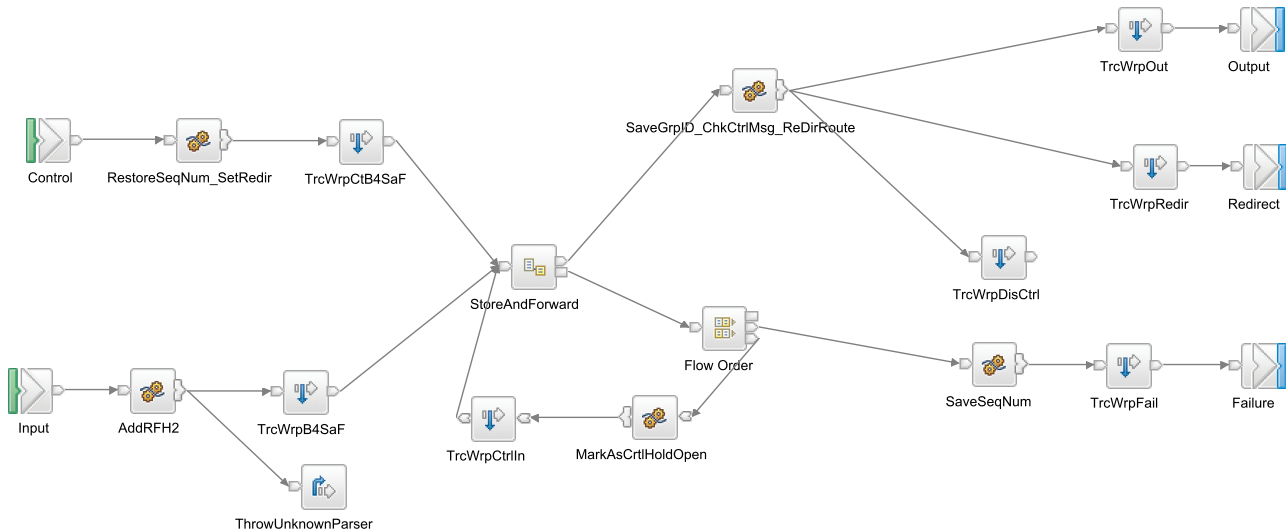 TrcWrpOut
Output
SaveGrpID_ChkCtrlMsg_ReDirRoute
Control
RestoreSeqNum_SetRedir
TrcWrpCtB4SaF
TrcWrpRedir
Redirect
TrcWrpDisCtrl
StoreAndForward
Flow Order
SaveSeqNum
TrcWrpFail
Failure
Input
AddRFH2
TrcWrpB4SaF
TrcWrpCtrlIn
MarkAsCrtlHoldOpen
ThrowUnknownParser